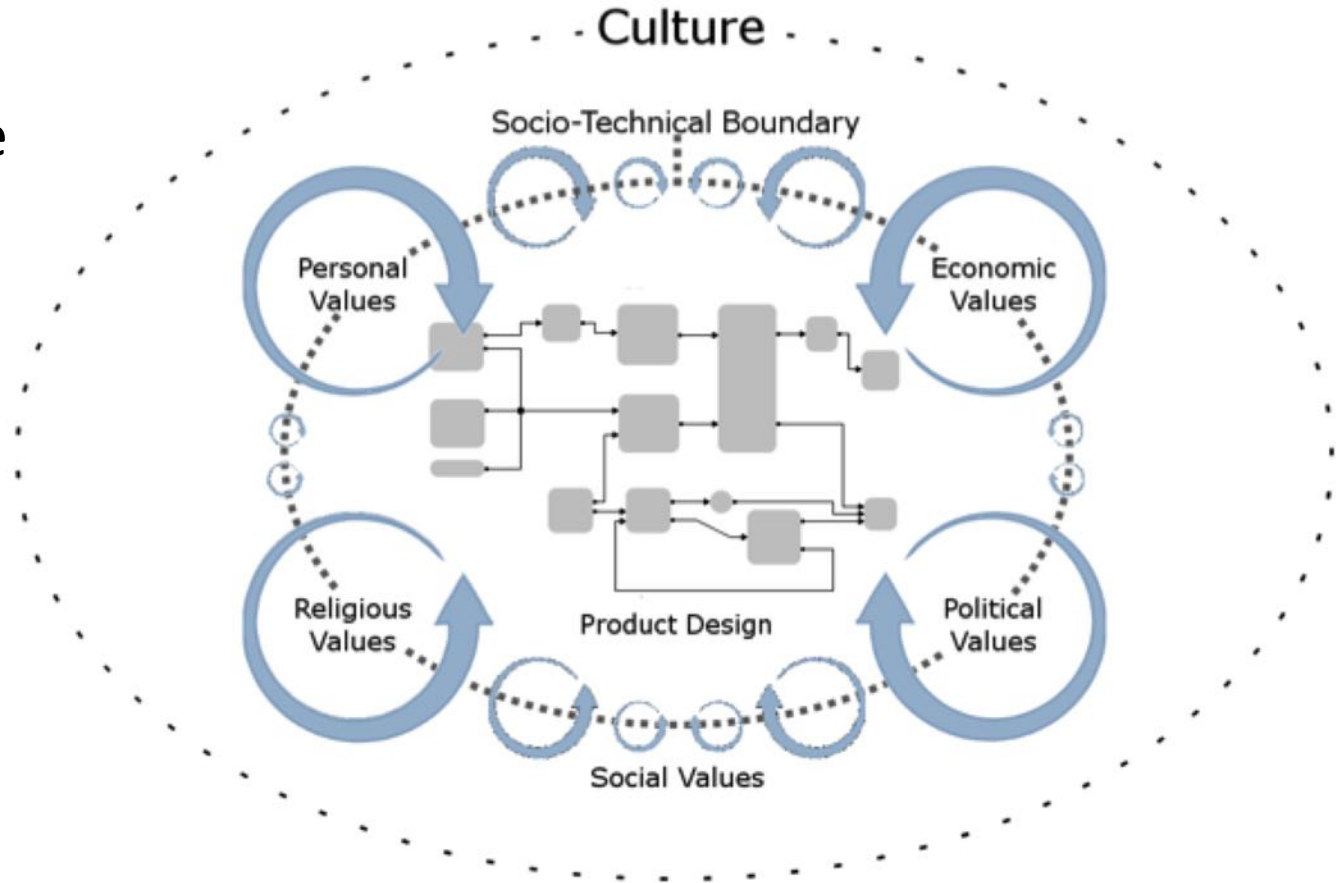 Culture
Socio-Technical Boundary
e
Personal
Values
Economic
Values
Religious
Values
Product Design
Political
Values
Social Values